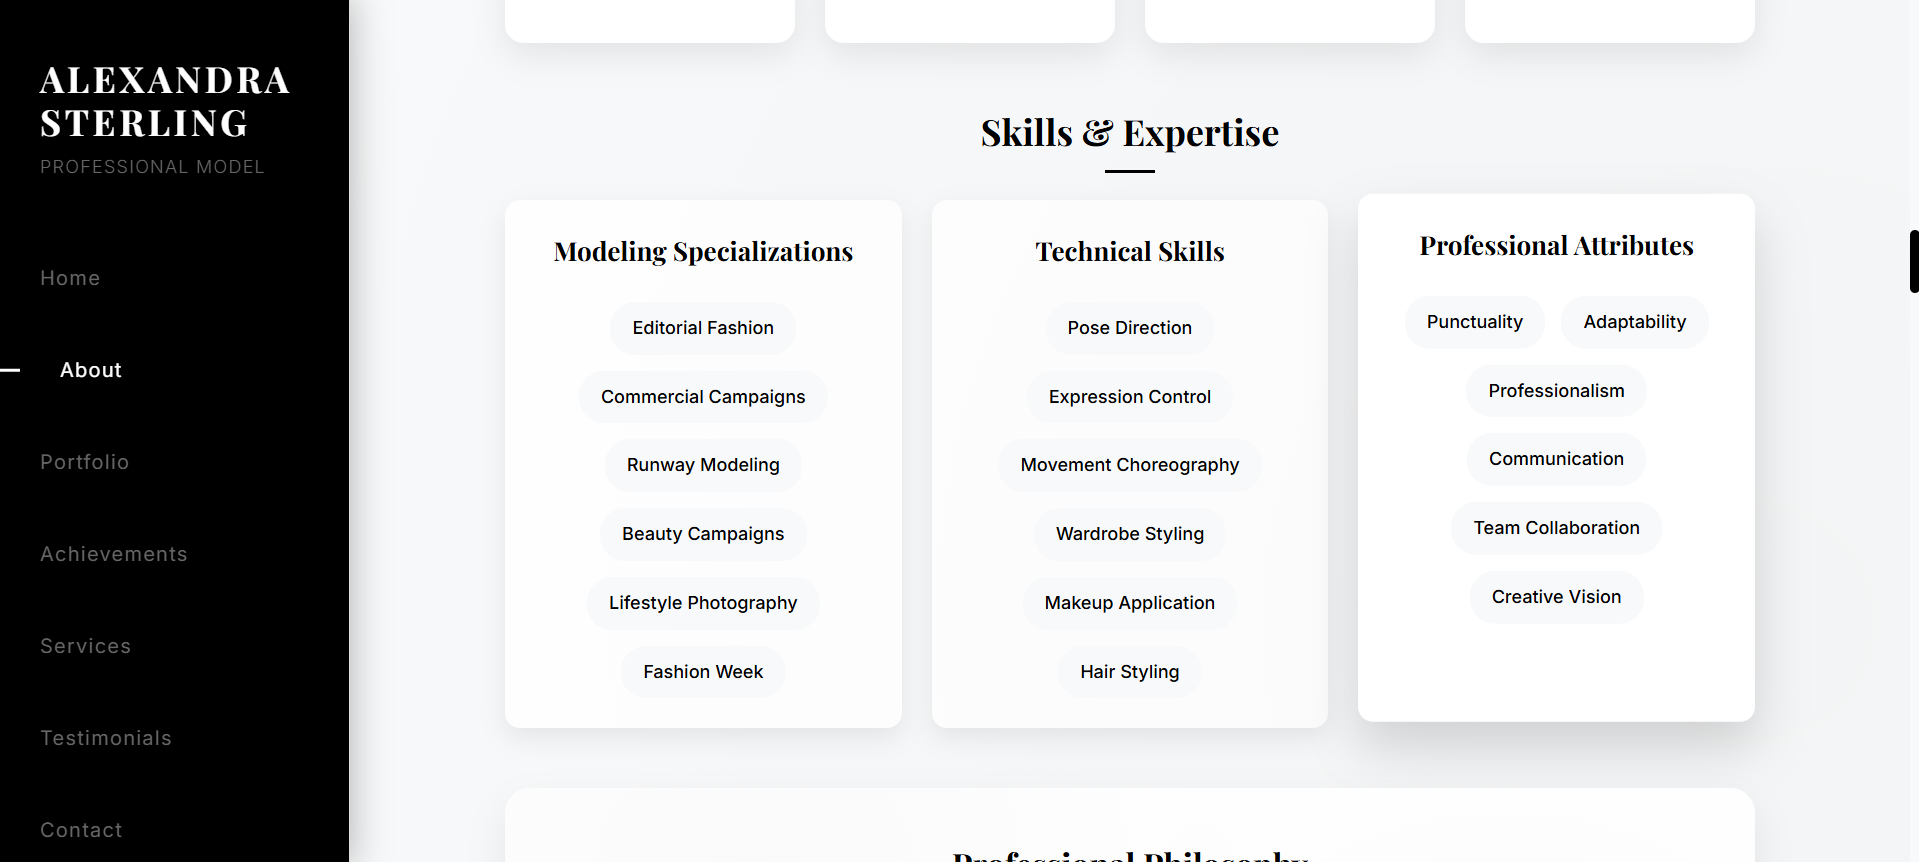 ALEXANDRA
STERLING
PROFESSIONAL MODEL
Home
About
Portfolio
Achievements
Services
Testimonials
Contact
Skills & Expertise
Modeling Specializations
Editorial Fashion
Commercial Campaigns
Runway Modeling
Beauty Campaigns
Lifestyle Photography
Fashion Week
Technical Skills
Pose Direction
Expression Control
Movement Choreography
Wardrobe Styling
Makeup Application
Hair Styling
Professional Attributes
Punctuality Adaptability
Professionalism
Communication
Team Collaboration
Creative Vision
Professional Philosophy